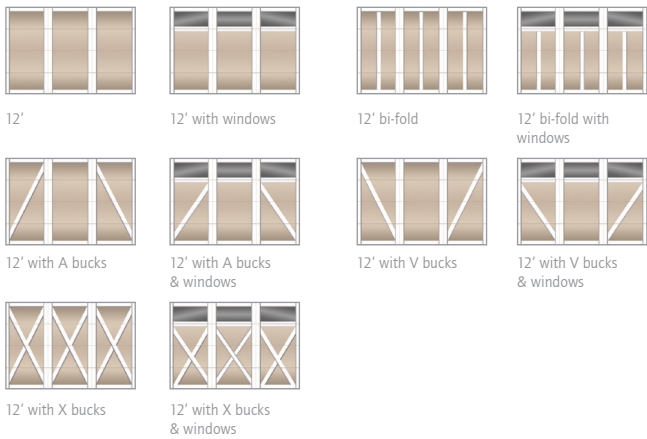 12’
12’ with windows
12’ bi-fold
12’ bi-fold with
windows
12’ with A bucks
12’ with A bucks
& windows
12’ with V bucks
12’ with V bucks
& windows
12’ with X bucks
12’ with X bucks
& windows